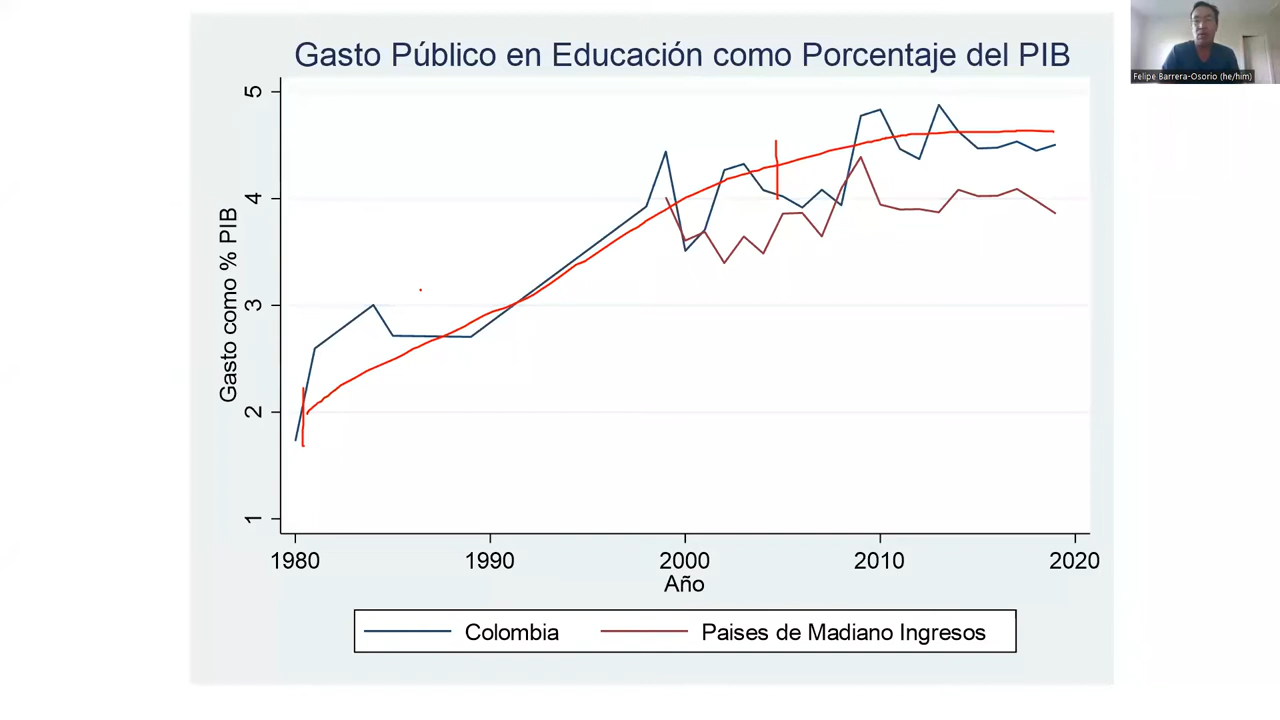 Gasto Público en Educación como Porcentaje del PIB
Felipe Barrera-Osorio (he/him)
Gasto como % PIB
5
4
3
2
1
1980 1990 2000 2010 2020
Año
Colombia Paises de Madiano Ingresos